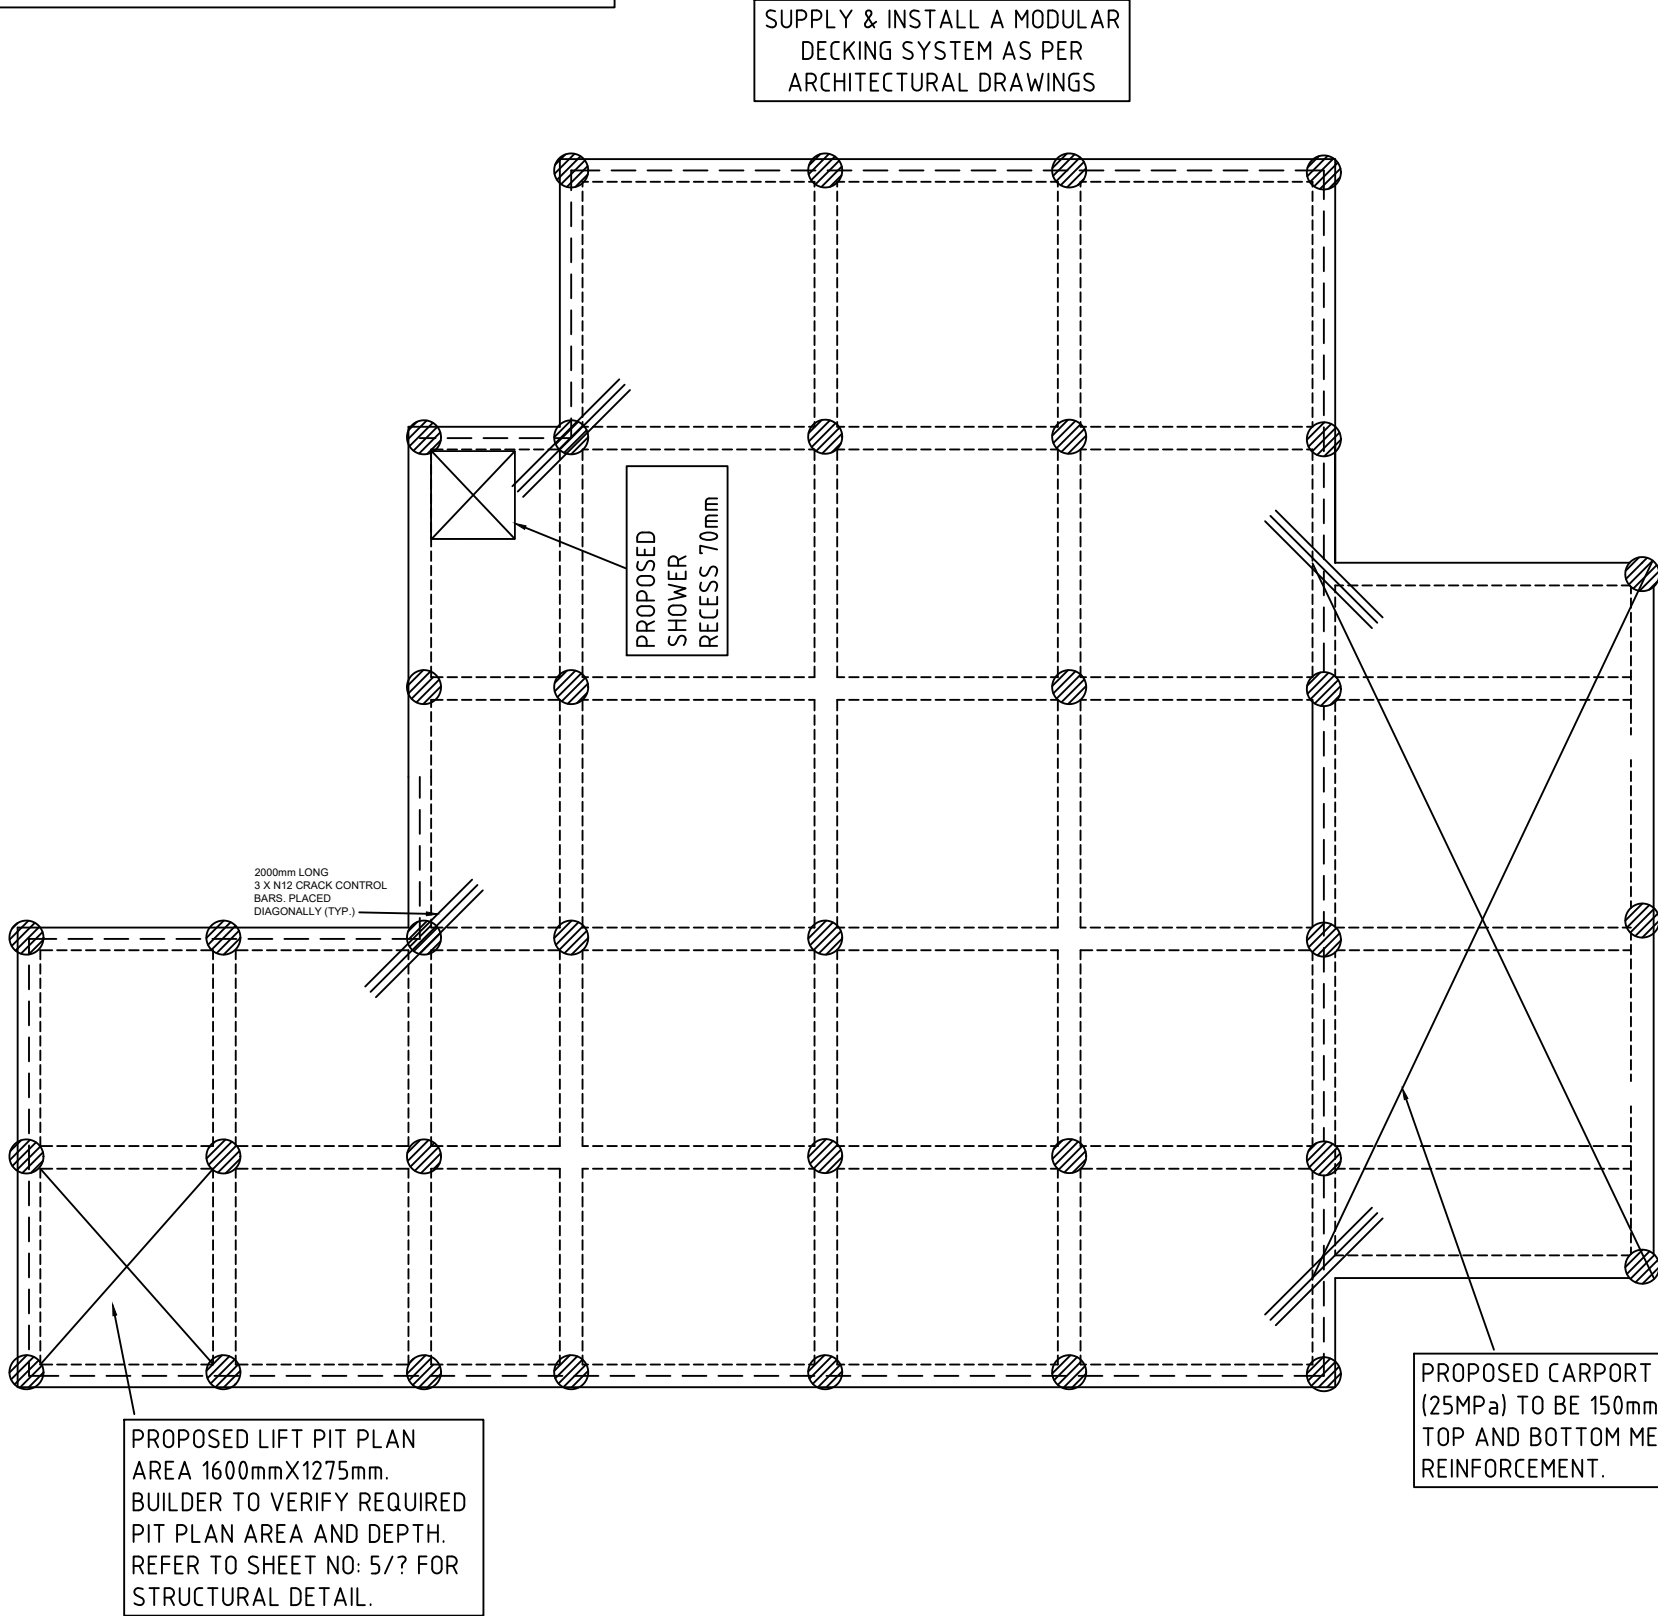 SUPPLY & INSTALL A MODULAR
DECKING SYSTEM AS PER
ARCHITECTURAL DRAWINGS
PROPOSED
SHOWER
RECESS 70mm
2000mm LONG
3 X N12 CRACK CONTROL
BARS. PLACED
DIAGONALLY (TYP.)
PROPOSED CARPORT
(25MPa) TO BE 150mm
TOP AND BOTTOM ME
REINFORCEMENT.
PROPOSED LIFT PIT PLAN
AREA 1600mmX1275mm.
BUILDER TO VERIFY REQUIRED
PIT PLAN AREA AND DEPTH.
REFER TO SHEET NO: 5/? FOR
STRUCTURAL DETAIL.